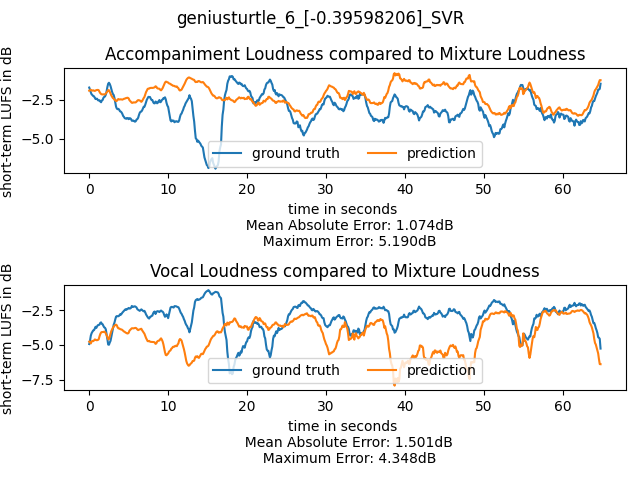 geniusturtle_6_[-0.39598206]_SVR
Accompaniment Loudness compared to Mixture Loudness
short-term LUFS in dB
−2.5
−5.0
ground truth prediction
0 10 20 30 40 50 60
time in seconds
Mean Absolute Error: 1.074dB
Maximum Error: 5.190dB
Vocal Loudness compared to Mixture Loudness
short-term LUFS in dB
−2.5
−5.0
−7.5
ground truth prediction
0 10 20 30 40 50 60
time in seconds
Mean Absolute Error: 1.501dB
Maximum Error: 4.348dB